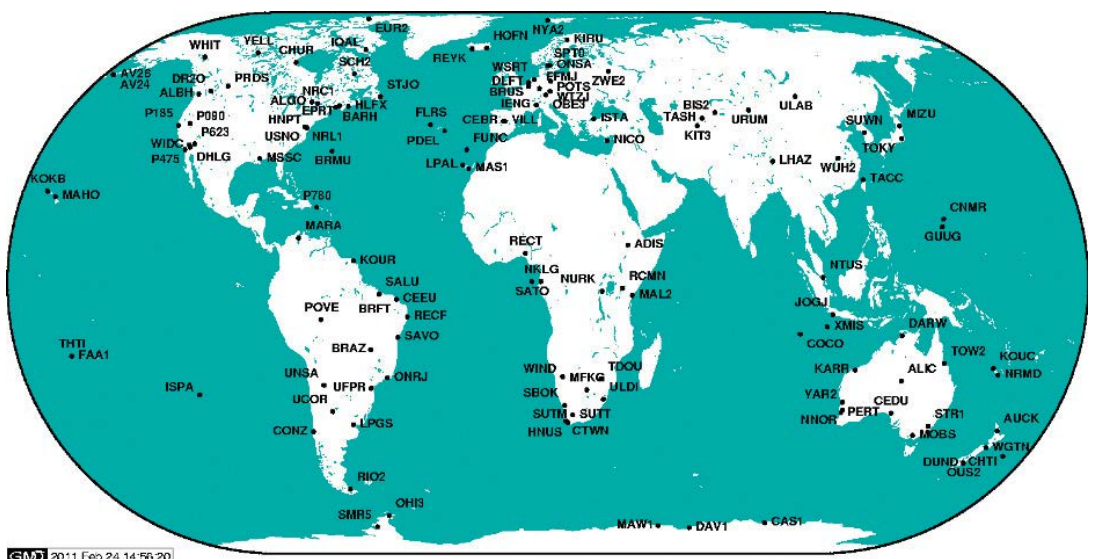 EUR2
NYA2
HOFN
KIRU
WHIT
YELL
CHUR
IQAL
REYK
SPT0
ONSA
SCH2
WSRT
AV26
AV24
DR2O
PRDS
STJO
DLFT
EFMJ
ZWE2
ALBH
NRC1
BRUS
POTS
WTZJ
ALGO
EPRT
HLFX
IENG
OBE3
BIS2
ULAB
P185
P090
HNPT
BARH
FLRS
CEBR
VILL
ISTA
TASH
URUM
SUWN
MIZU
P623
USNO
NRL1
PDEL
FUNC
NICO
KIT3
TOKY
WIDC
P475
DHLG
MSSC
BRMU
LPAL
MAS1
LHAZ
WUH2
KOKB
MAHO
TACC
P780
CNMR
MARA
GUUG
RECT
ADIS
KOUR
NTUS
SALU
NKLG
NURK
RCMN
CEEU
SATO
MAL2
POVE
BRFT
RECF
JOGJ
XMIS
DARW
SAVO
COCO
THTI
FAA1
BRAZ
TOW2
KOUC
UNSA
UFPR
ONRJ
WIND
MFKG
TDOU
KARR
ALIC
NRMD
ISPA
UCOR
SBOK
ULDI
YAR2
CEDU
SUTM
SUTT
NNOR
PERT
STR1
AUCK
CONZ
LPGS
HNUS
CTWN
MOBS
WGTN
DUND
CHTI
OUS2
RIO2
SMR5
OHI3
MAW1
DAV1
CAS1
GMD 2011 Feb 24 14:56:20